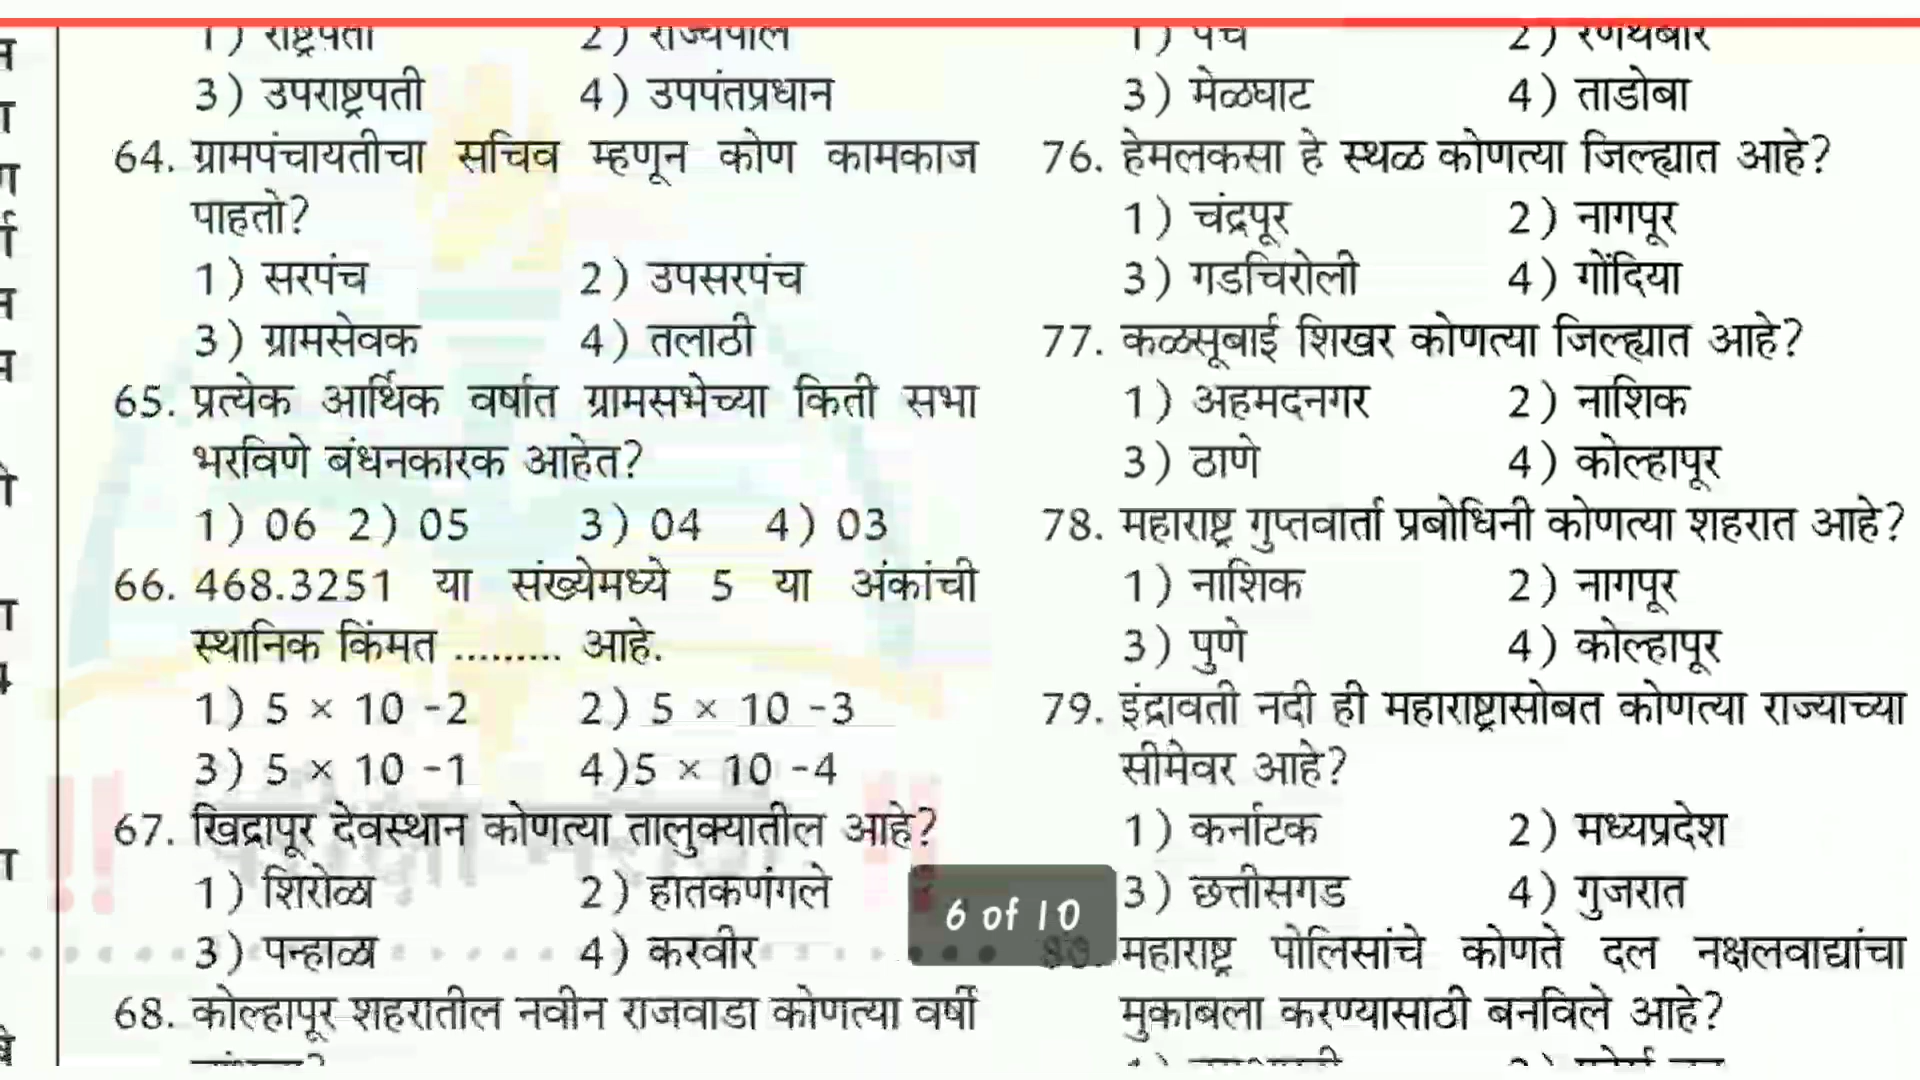 3) उपराष्ट्रपती 4) उपपंतप्रधान
64. ग्रामपंचायतीचा सचिव म्हणून कोण कामकाज
पाहतो?
1) सरपंच 2) उपसरपंच
3) ग्रामसेवक 4) तलाठी
65. प्रत्येक आर्थिक वर्षात ग्रामसभेच्या किती सभा
भरविणे बंधनकारक आहेत?
1) 06 2) 05 3) 04 4) 03
66. 468.3251 या संख्येमध्ये 5 या अंकांची
स्थानिक किंमत ......... आहे.
1) 5 × 10 -2 2) 5 × 10 -3
3) 5 × 10 -1 4)5 × 10 -4
67. खिद्रापूर देवस्थान कोणत्या तालुक्यातील आहे?
1) शिरोळा 2) हातकणंगले
3) पन्हाळा 4) करवीर
68. कोल्हापूर शहरातील नवीन राजवाडा कोणत्या वर्षी
3) मेळघाट 4) ताडोबा
76. हेमलकसा हे स्थळ कोणत्या जिल्ह्यात आहे?
1) चंद्रपूर 2) नागपूर
3) गडचिरोली 4) गोंदिया
77. कळसूबाई शिखर कोणत्या जिल्ह्यात आहे?
1) अहमदनगर 2) नाशिक
3) ठाणे 4) कोल्हापूर
78. महाराष्ट्र गुप्तवार्ता प्रबोधिनी कोणत्या शहरात आहे?
1) नाशिक 2) नागपूर
3) पुणे 4) कोल्हापूर
79. इंद्रावती नदी ही महाराष्ट्रासोबत कोणत्या राज्याच्या
सीमेवर आहे?
1) कर्नाटक 2) मध्यप्रदेश
3) छत्तीसगड 4) गुजरात
महाराष्ट्र पोलिसांचे कोणते दल नक्षलवाद्यांचा
मुकाबला करण्यासाठी बनविले आहे?
6 of 10